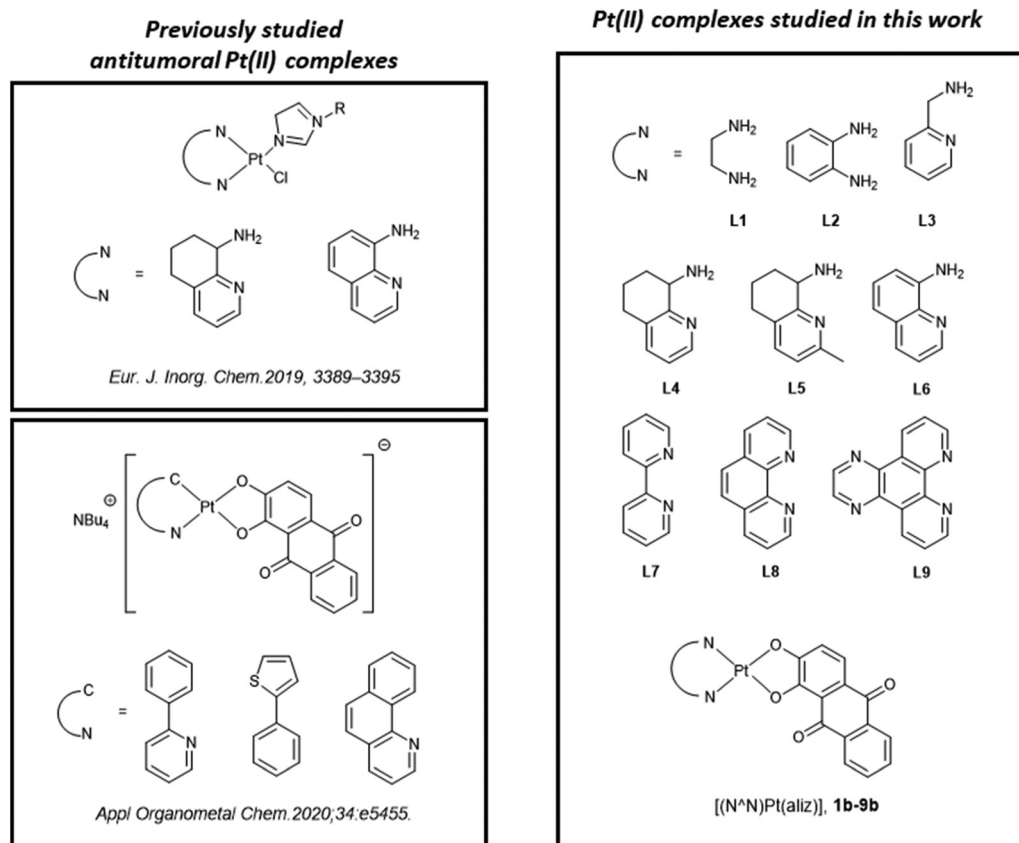 Previously studied
antitumoral Pt(II) complexes
N
N
Pt
Cl
N
N
R
N
N
=
NH2
N
NH2
N
Eur. J. Inorg. Chem.2019, 3389–3395
NBu4
⊕
⊖
C
N
Pt
O
O
O
O
C
N
=
N
S
N
Appl Organometal Chem.2020;34:e5455.
Pt(II) complexes studied in this work
N
N
=
NH2
NH2
L1
NH2
NH2
L2
NH2
N
L3
NH2
N
L4
NH2
N
L5
NH2
N
L6
N
N
L7
N
N
L8
N
N
N
N
L9
N
N
Pt
O
O
O
O
[(N^N)Pt(aliz)], 1b-9b